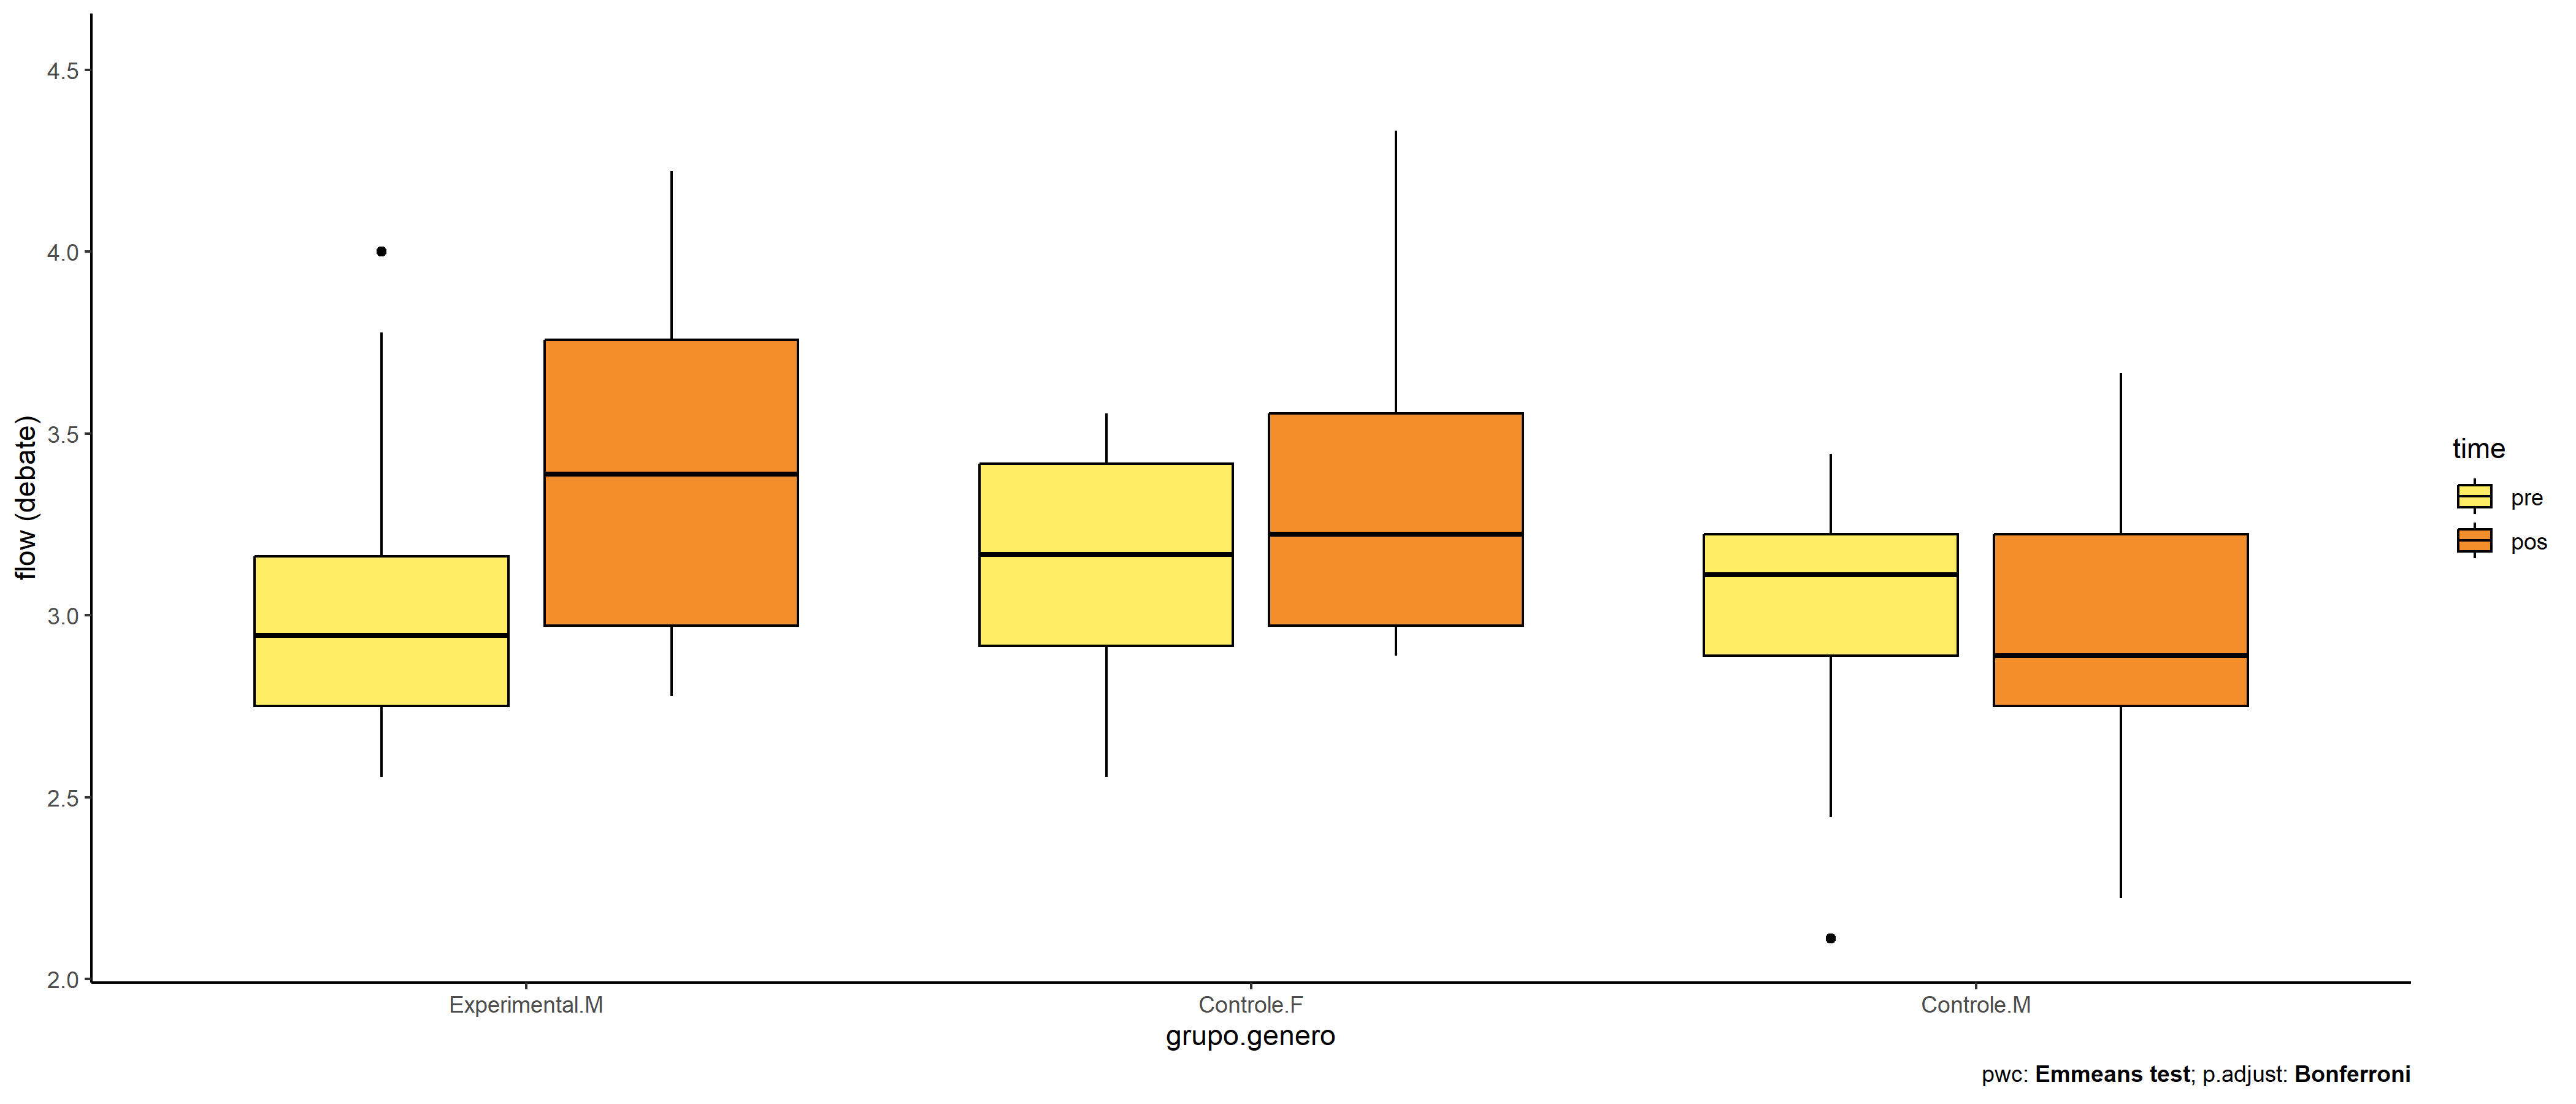 4.5
4.0
3.5
3.0
2.5
2.0
flow (debate)
Experimental.M
Controle.F
Controle.M
grupo.genero
time
pre
pos
pwc: Emmeans test; p.adjust: Bonferroni